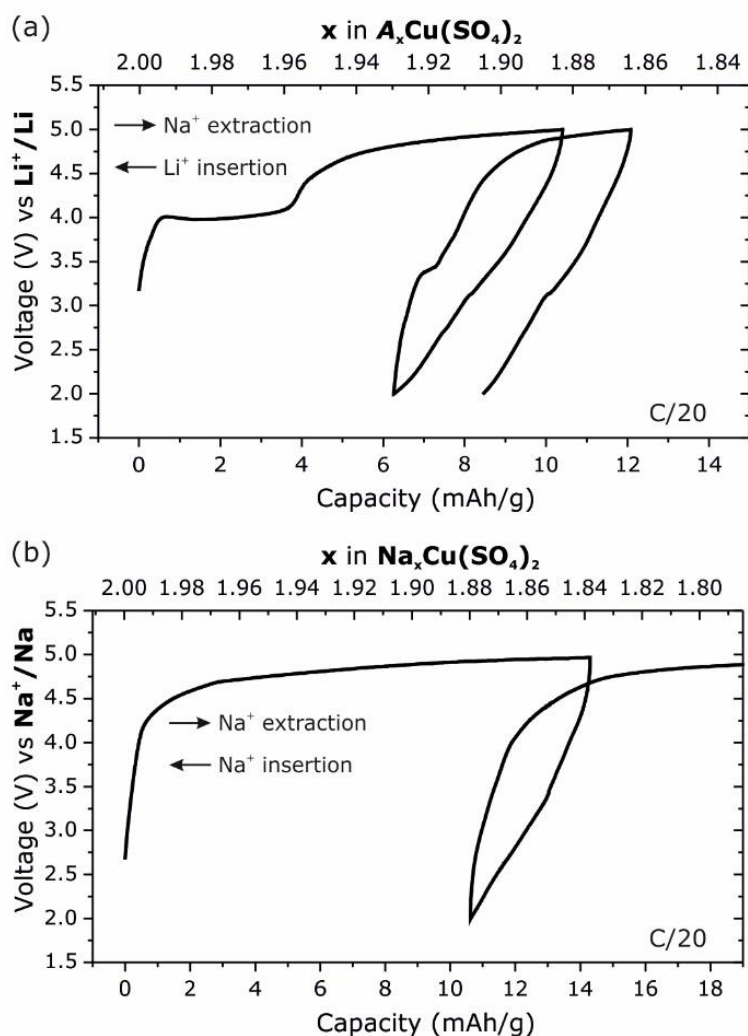 (a)
x in AₓCu(SO₄)₂
2.00 1.98 1.97 1.95 1.93 1.92 1.90 1.88 1.86 1.84
5.5
5.0
4.5
4.0
3.5
3.0
2.5
2.0
1.5
Voltage (V) vs Li⁺/Li
Na⁺ extraction
Li⁺ insertion
C/20
0 2 4 6 8 10 12 14
Capacity (mAh/g)
(b)
x in NaₓCu(SO₄)₂
2.00 1.98 1.96 1.94 1.92 1.90 1.88 1.86 1.84 1.82 1.80
5.5
5.0
4.5
4.0
3.5
3.0
2.5
2.0
1.5
Voltage (V) vs Na⁺/Na
Na⁺ extraction
Na⁺ insertion
C/20
0 2 4 6 8 10 12 14 16 18
Capacity (mAh/g)